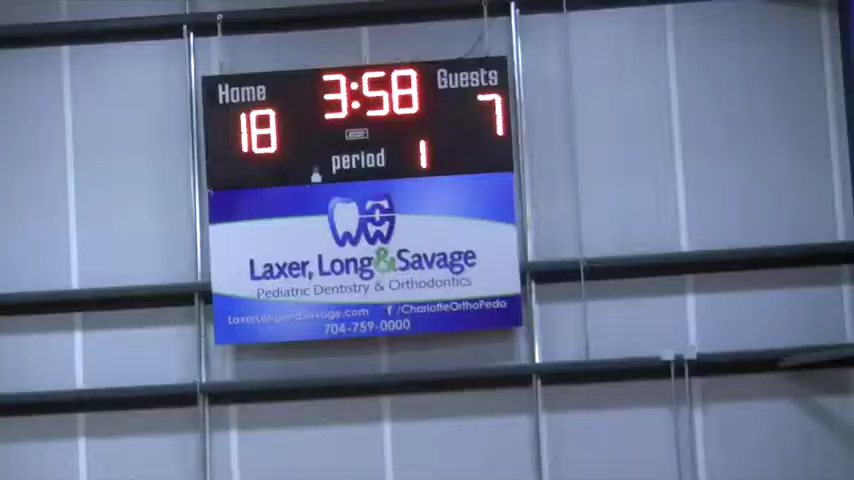 Home 3:58 Guests
18 7
period 1
Laxer, Long & Savage
Pediatric Dentistry & Orthodontics
LaxerLongandSavage.com f /CharlotteOrthoPedo
704-759-0000